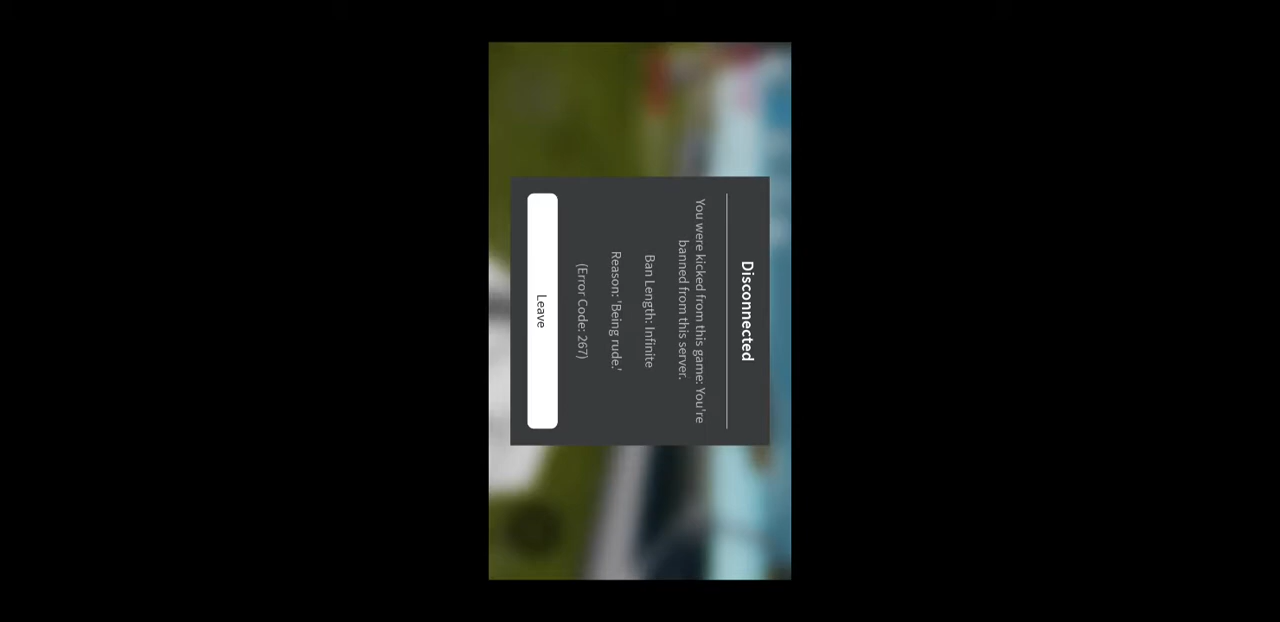 Disconnected
You were kicked from this game: You're
banned from this server.
Ban Length: Infinite
Reason: 'Being rude.'
(Error Code: 267)
Leave